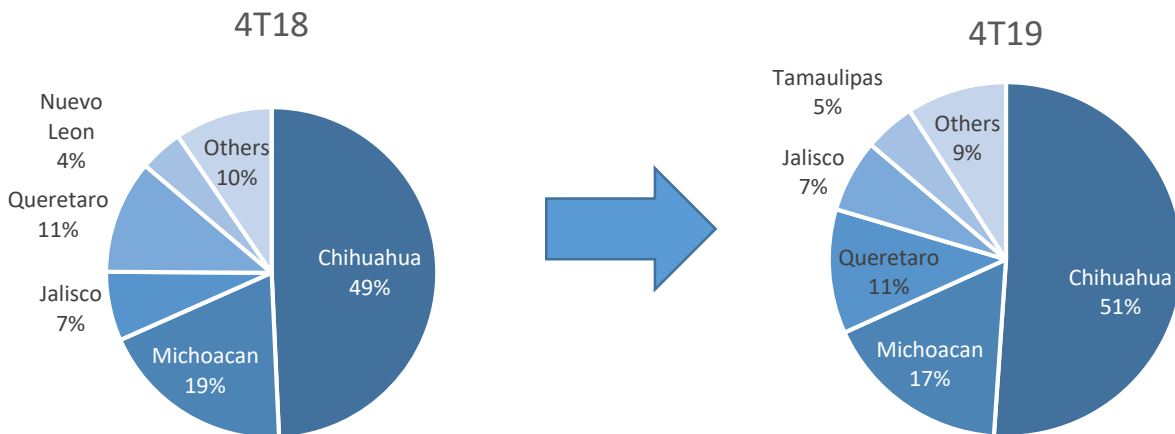 4T18
Nuevo
Leon
4%
Others
10%
Queretaro
11%
Chihuahua
49%
Jalisco
7%
Michoacan
19%
4T19
Tamaulipas
5%
Others
9%
Jalisco
7%
Queretaro
11%
Chihuahua
51%
Michoacan
17%